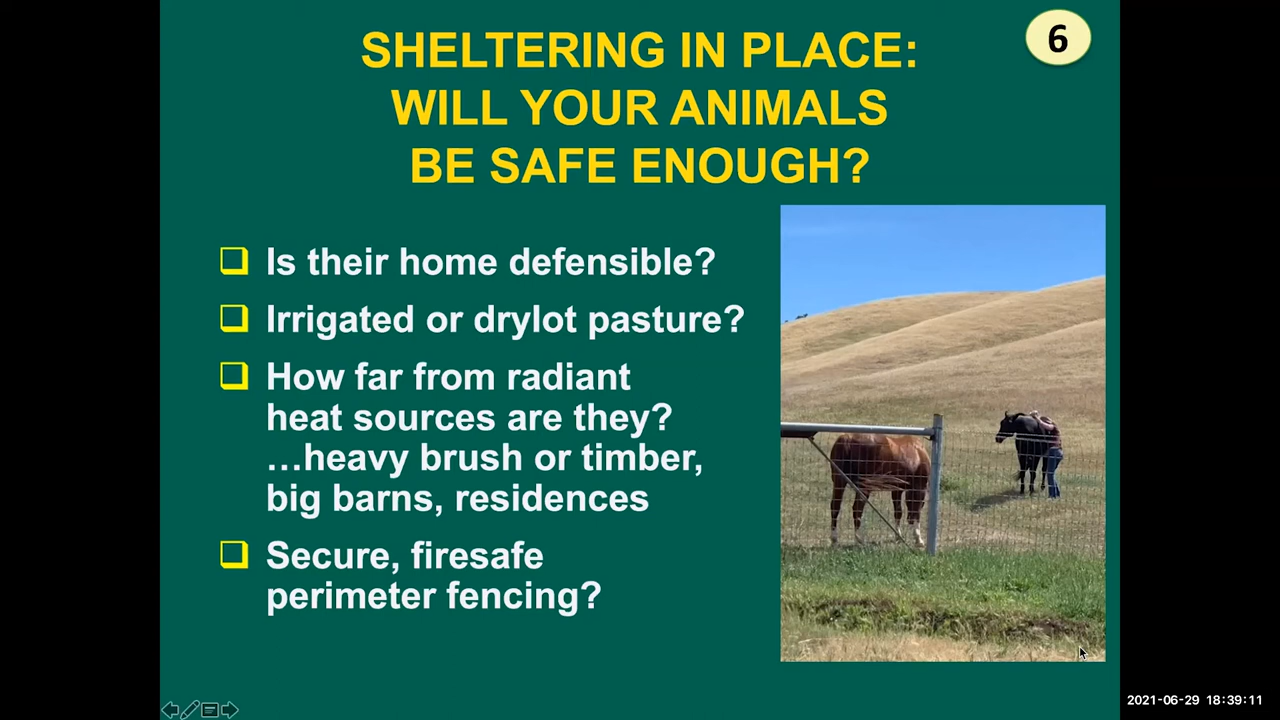 6
SHELTERING IN PLACE:
WILL YOUR ANIMALS
BE SAFE ENOUGH?
Is their home defensible?
Irrigated or drylot pasture?
How far from radiant
heat sources are they?
…heavy brush or timber,
big barns, residences
Secure, firesafe
perimeter fencing?
2021-06-29 18:39:11